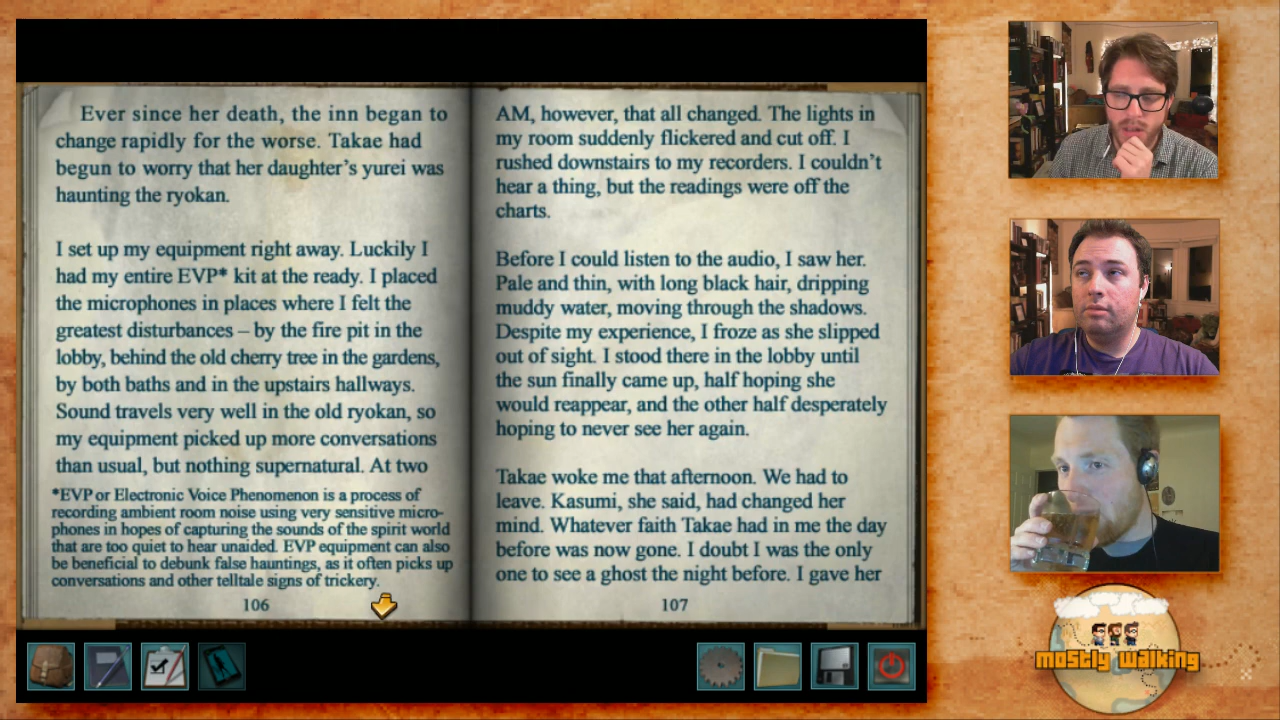 Ever since her death, the inn began to
change rapidly for the worse. Takae had
begun to worry that her daughter's yurei was
haunting the ryokan.
I set up my equipment right away. Luckily I
had my entire EVP* kit at the ready. I placed
the microphones in places where I felt the
greatest disturbances – by the fire pit in the
lobby, behind the old cherry tree in the gardens,
by both baths and in the upstairs hallways.
Sound travels very well in the old ryokan, so
my equipment picked up more conversations
than usual, but nothing supernatural. At two
*EVP or Electronic Voice Phenomenon is a process of
recording ambient room noise using very sensitive micro-
phones in hopes of capturing the sounds of the spirit world
that are too quiet to hear unaided. EVP equipment can also
be beneficial to debunk false hauntings, as it often picks up
conversations and other telltale signs of trickery.
106
AM, however, that all changed. The lights in
my room suddenly flickered and cut off. I
rushed downstairs to my recorders. I couldn't
hear a thing, but the readings were off the
charts.
Before I could listen to the audio, I saw her.
Pale and thin, with long black hair, dripping
muddy water, moving through the shadows.
Despite my experience, I froze as she slipped
out of sight. I stood there in the lobby until
the sun finally came up, half hoping she
would reappear, and the other half desperately
hoping to never see her again.
Takae woke me that afternoon. We had to
leave. Kasumi, she said, had changed her
mind. Whatever faith Takae had in me the day
before was now gone. I doubt I was the only
one to see a ghost the night before. I gave her
107
mostly walking